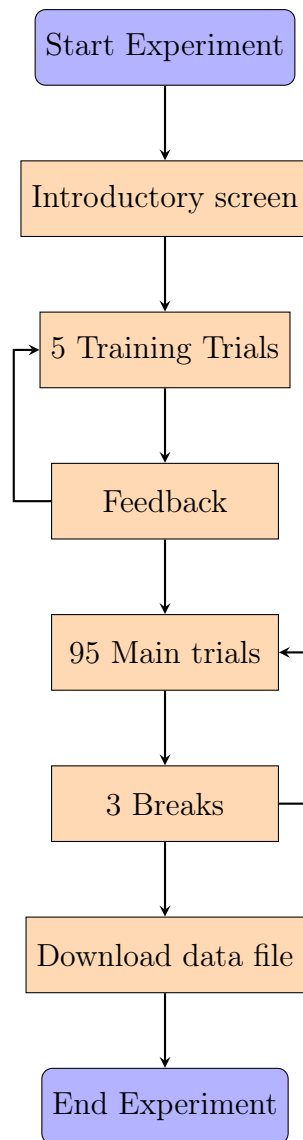 Start Experiment
Introductory screen
5 Training Trials
Feedback
95 Main trials
3 Breaks
Download data file
End Experiment